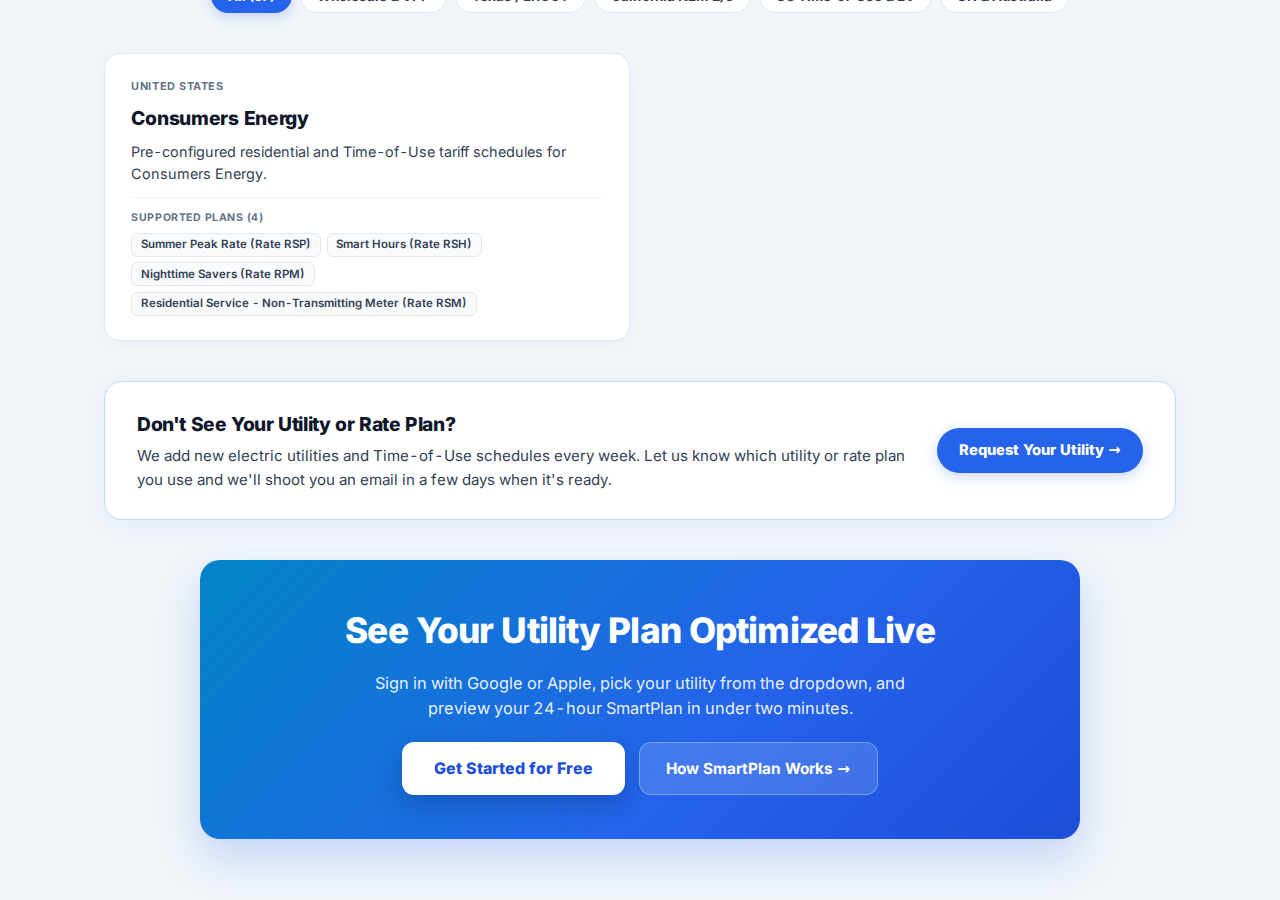 UNITED STATES
Consumers Energy
Pre-configured residential and Time-of-Use tariff schedules for
Consumers Energy.
SUPPORTED PLANS (4)
Summer Peak Rate (Rate RSP) Smart Hours (Rate RSH)
Nighttime Savers (Rate RPM)
Residential Service - Non-Transmitting Meter (Rate RSM)
Don't See Your Utility or Rate Plan?
We add new electric utilities and Time-of-Use schedules every week. Let us know which utility or rate plan
you use and we'll shoot you an email in a few days when it's ready.
Request Your Utility →
See Your Utility Plan Optimized Live
Sign in with Google or Apple, pick your utility from the dropdown, and
preview your 24-hour SmartPlan in under two minutes.
Get Started for Free How SmartPlan Works →